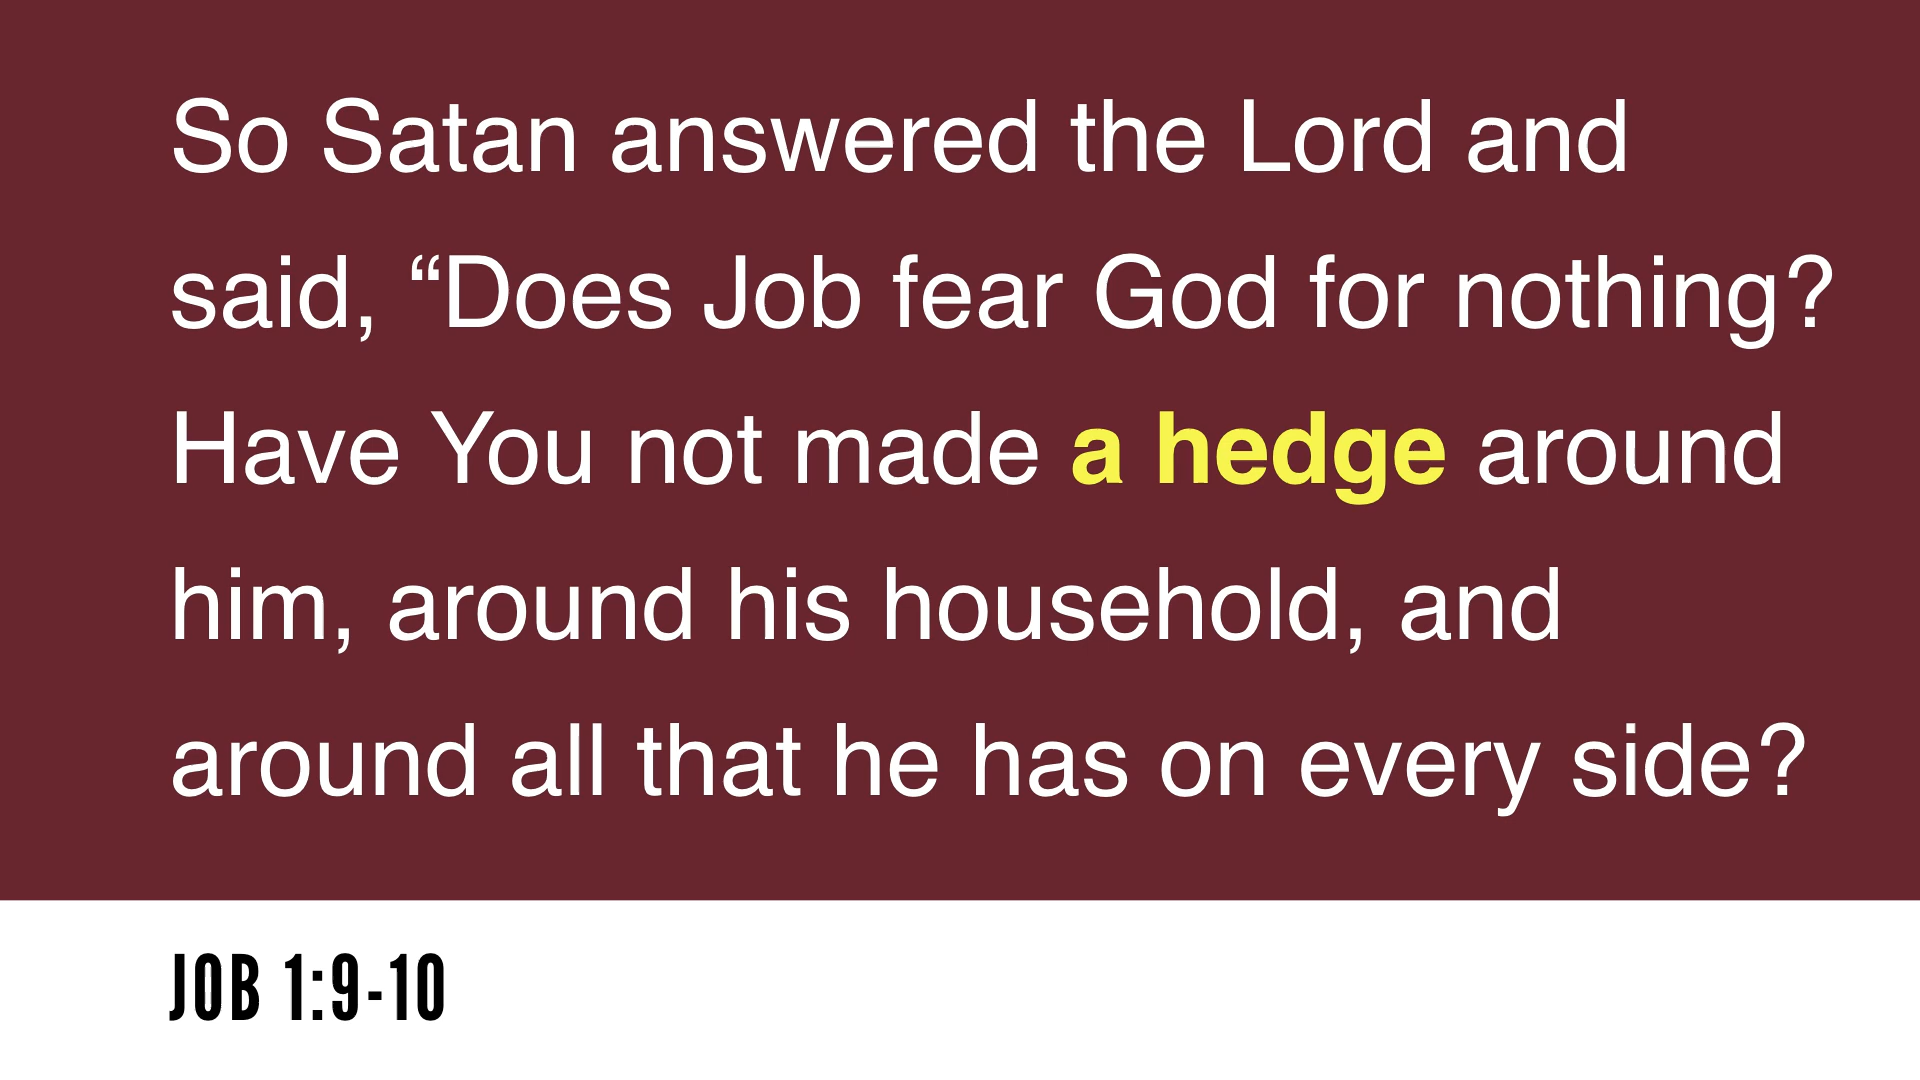 So Satan answered the Lord and
said, “Does Job fear God for nothing?
Have You not made a hedge around
him, around his household, and
around all that he has on every side?
JOB 1:9-10